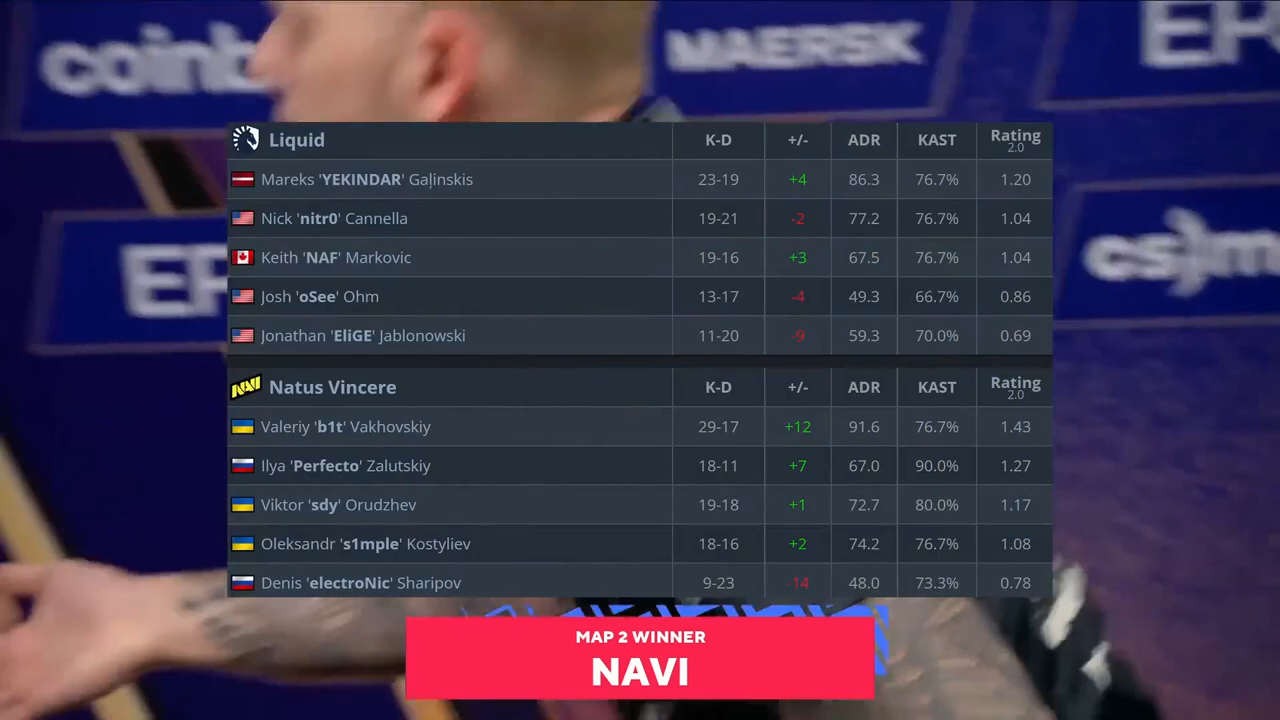 coinb
MAERSK
ER
Liquid K-D +/- ADR KAST Rating 2.0
Mareks 'YEKINDAR' Gaļinskis 23-19 +4 86.3 76.7% 1.20
Nick 'nitr0' Cannella 19-21 -2 77.2 76.7% 1.04
Keith 'NAF' Markovic 19-16 +3 67.5 76.7% 1.04
Josh 'oSee' Ohm 13-17 -4 49.3 66.7% 0.86
Jonathan 'EliGE' Jablonowski 11-20 -9 59.3 70.0% 0.69
NAVI Natus Vincere K-D +/- ADR KAST Rating 2.0
Valeriy 'b1t' Vakhovskiy 29-17 +12 91.6 76.7% 1.43
Ilya 'Perfecto' Zalutskiy 18-11 +7 67.0 90.0% 1.27
Viktor 'sdy' Orudzhev 19-18 +1 72.7 80.0% 1.17
Oleksandr 's1mple' Kostyliev 18-16 +2 74.2 76.7% 1.08
Denis 'electroNic' Sharipov 9-23 -14 48.0 73.3% 0.78
MAP 2 WINNER
NAVI